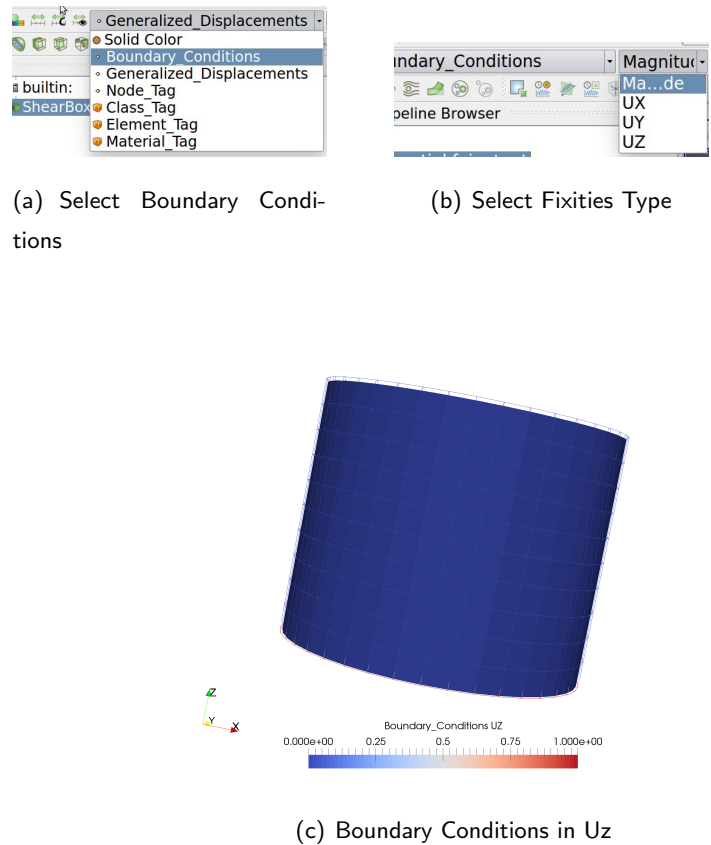 Generalized_Displacements
Solid Color
Boundary_Conditions
Generalized_Displacements
Node_Tag
Class_Tag
Element_Tag
Material_Tag
builtin:
ShearBox
ndary_Conditions
Magnitu
Ma...de
UX
UY
UZ
peline Browser
(a) Select Boundary Condi-
tions
(b) Select Fixities Type
Z
Y
X
Boundary_Conditions UZ
0.000e+00 0.25 0.5 0.75 1.000e+00
(c) Boundary Conditions in Uz